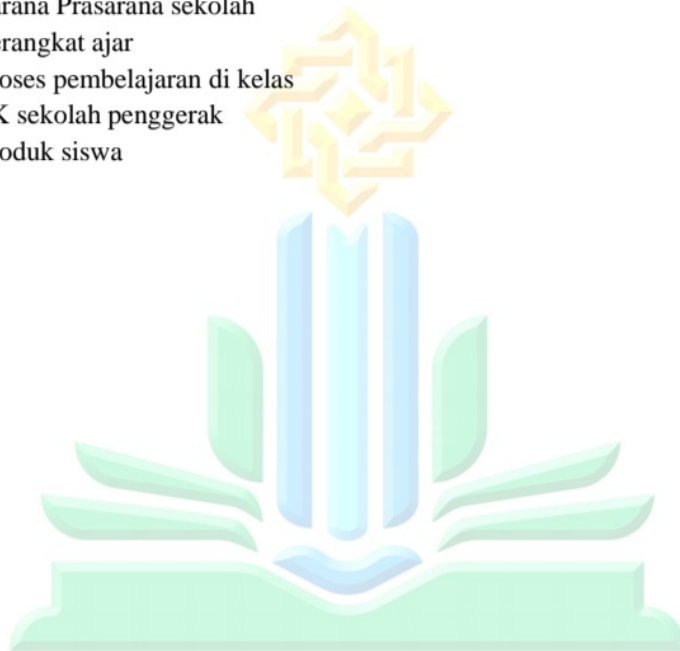 arana Prasarana sekolah
erangkat ajar
oses pembelajaran di kelas
K sekolah penggerak
oduk siswa